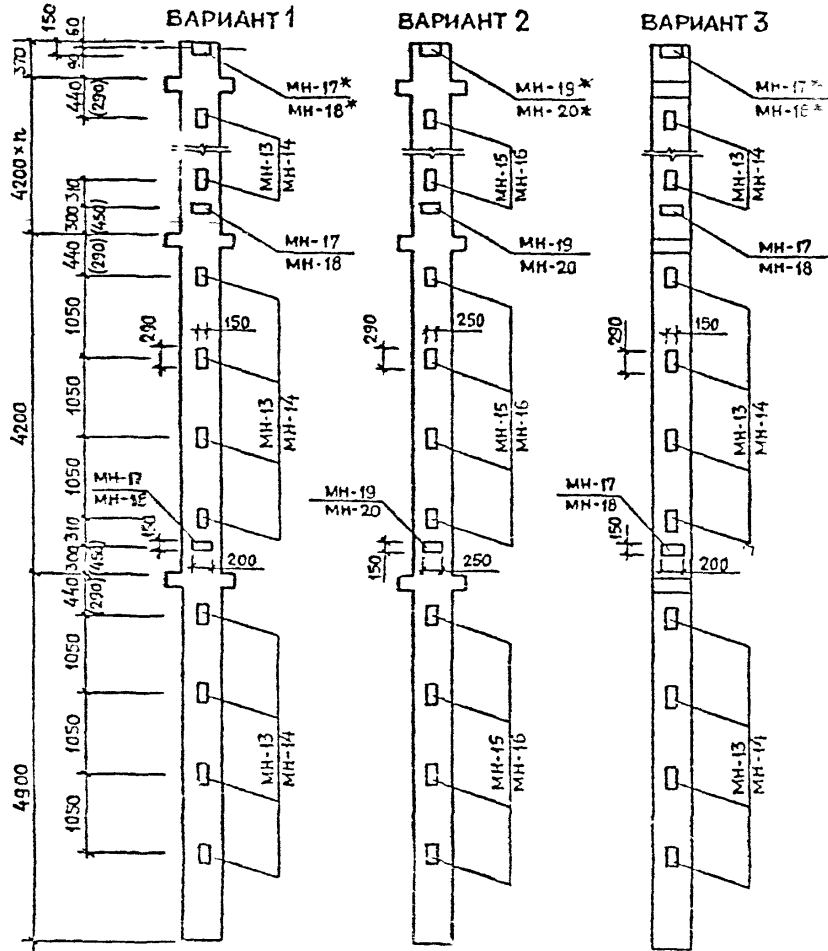 ВАРИАНТ 1
ВАРИАНТ 2
ВАРИАНТ 3
150
60
90
370
440
(290)
4200×n
310
300
(450)
440
(290)
МН-17*
МН-18*
МН-19*
МН-20*
МН-17*
МН-18*
МН-13
МН-14
МН-15
МН-16
МН-13
МН-14
МН-17
МН-18
МН-19
МН-20
МН-17
МН-18
4200
1050
1050
1050
310
300
(450)
440
(290)
290
150
290
250
290
150
МН-13
МН-14
МН-15
МН-16
МН-13
МН-14
МН-17
МН-18
150
200
МН-19
МН-20
150
250
МН-17
МН-18
150
200
4900
1050
1050
1050
МН-13
МН-14
МН-15
МН-16
МН-13
МН-14